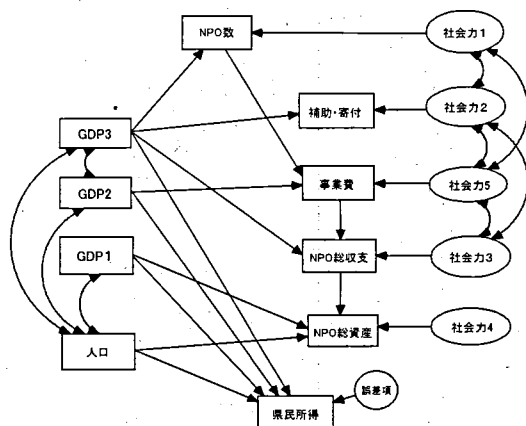 NPO数
社会力1
補助・寄付
社会力2
GDP3
事業費
社会力5
GDP2
GDP1
NPO総収支
社会力3
人口
NPO総資産
社会力4
県民所得
誤差項